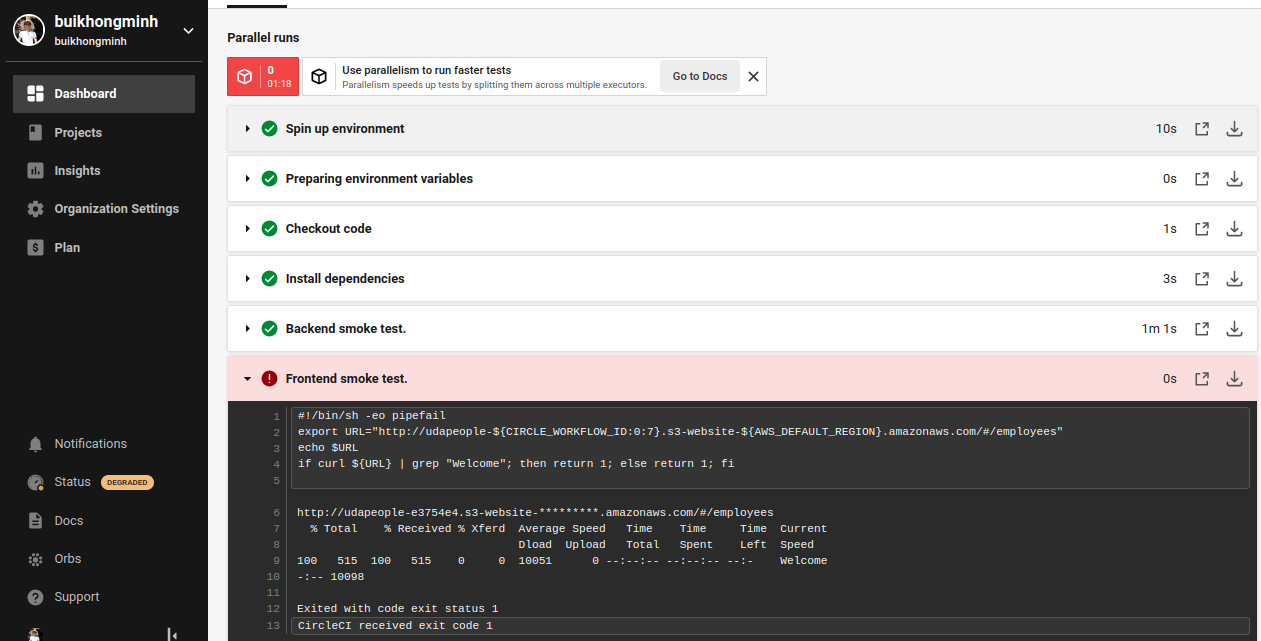 buikhongminh
buikhongminh
Dashboard
Projects
Insights
Organization Settings
Plan
Notifications
Status DEGRADED
Docs
Orbs
Support
Parallel runs
0
01:18
Use parallelism to run faster tests
Parallelism speeds up tests by splitting them across multiple executors.
Go to Docs
Spin up environment 10s
Preparing environment variables 0s
Checkout code 1s
Install dependencies 3s
Backend smoke test. 1m 1s
Frontend smoke test. 0s
1 #!/bin/sh -eo pipefail
2 export URL="http://udapeople-${CIRCLE_WORKFLOW_ID:0:7}.s3-website-${AWS_DEFAULT_REGION}.amazonaws.com/#/employees"
3 echo $URL
4 if curl ${URL} | grep "Welcome"; then return 1; else return 1; fi
5
6 http://udapeople-e3754e4.s3-website-*********.amazonaws.com/#/employees
7 % Total % Received % Xferd Average Speed Time Time Time Current
8 Dload Upload Total Spent Left Speed
9 100 515 100 515 0 0 10051 0 --:--:-- --:--:-- --:- Welcome
10 -:-- 10098
11
12 Exited with code exit status 1
13 CircleCI received exit code 1